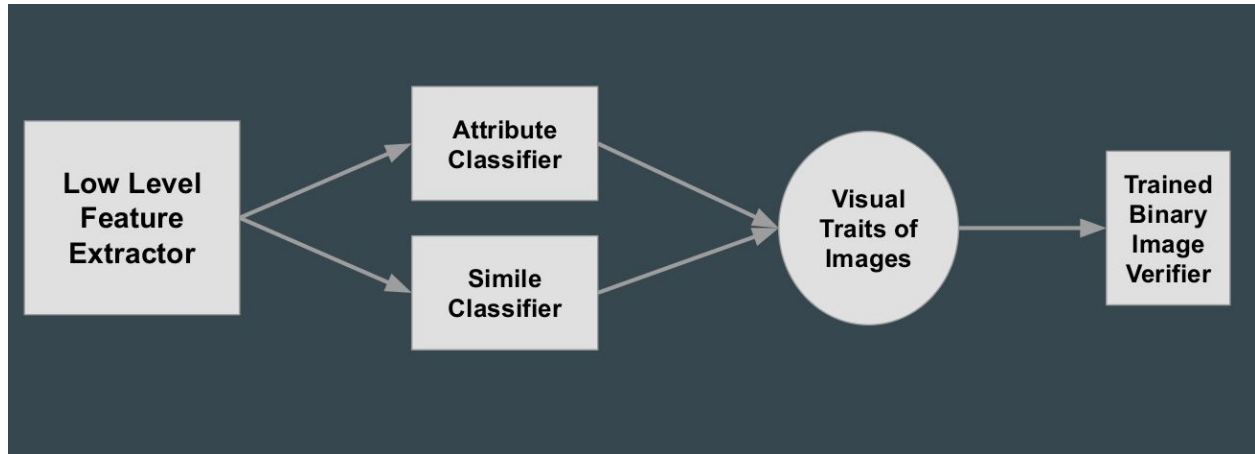 Low Level
Feature
Extractor
Attribute
Classifier
Simile
Classifier
Visual
Traits of
Images
Trained
Binary
Image
Verifier